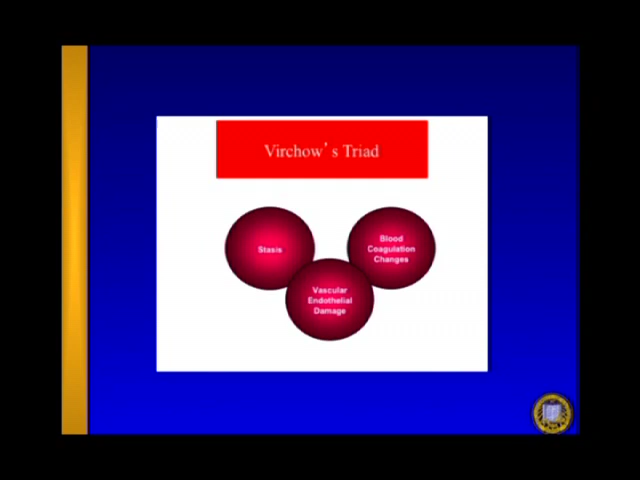 Virchow’ s Triad
Stasis
Blood
Coagulation
Changes
Vascular
Endothelial
Damage